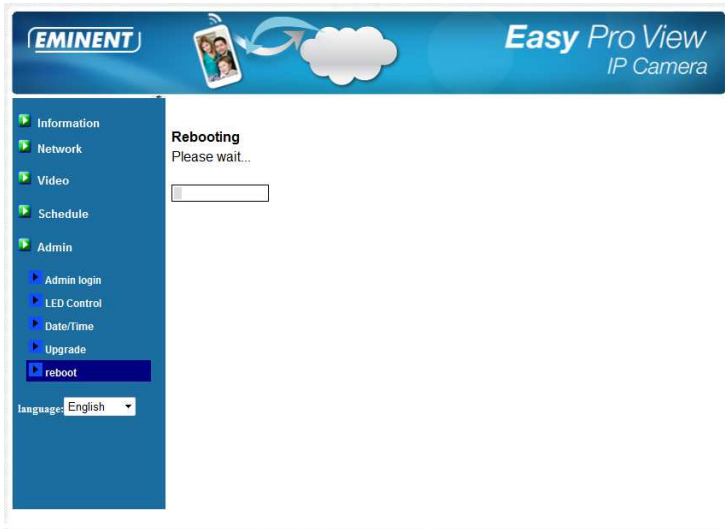 EMINENT
Easy Pro View
IP Camera
Information
Network
Video
Schedule
Admin
Admin login
LED Control
Date/Time
Upgrade
reboot
language: English
Rebooting
Please wait...